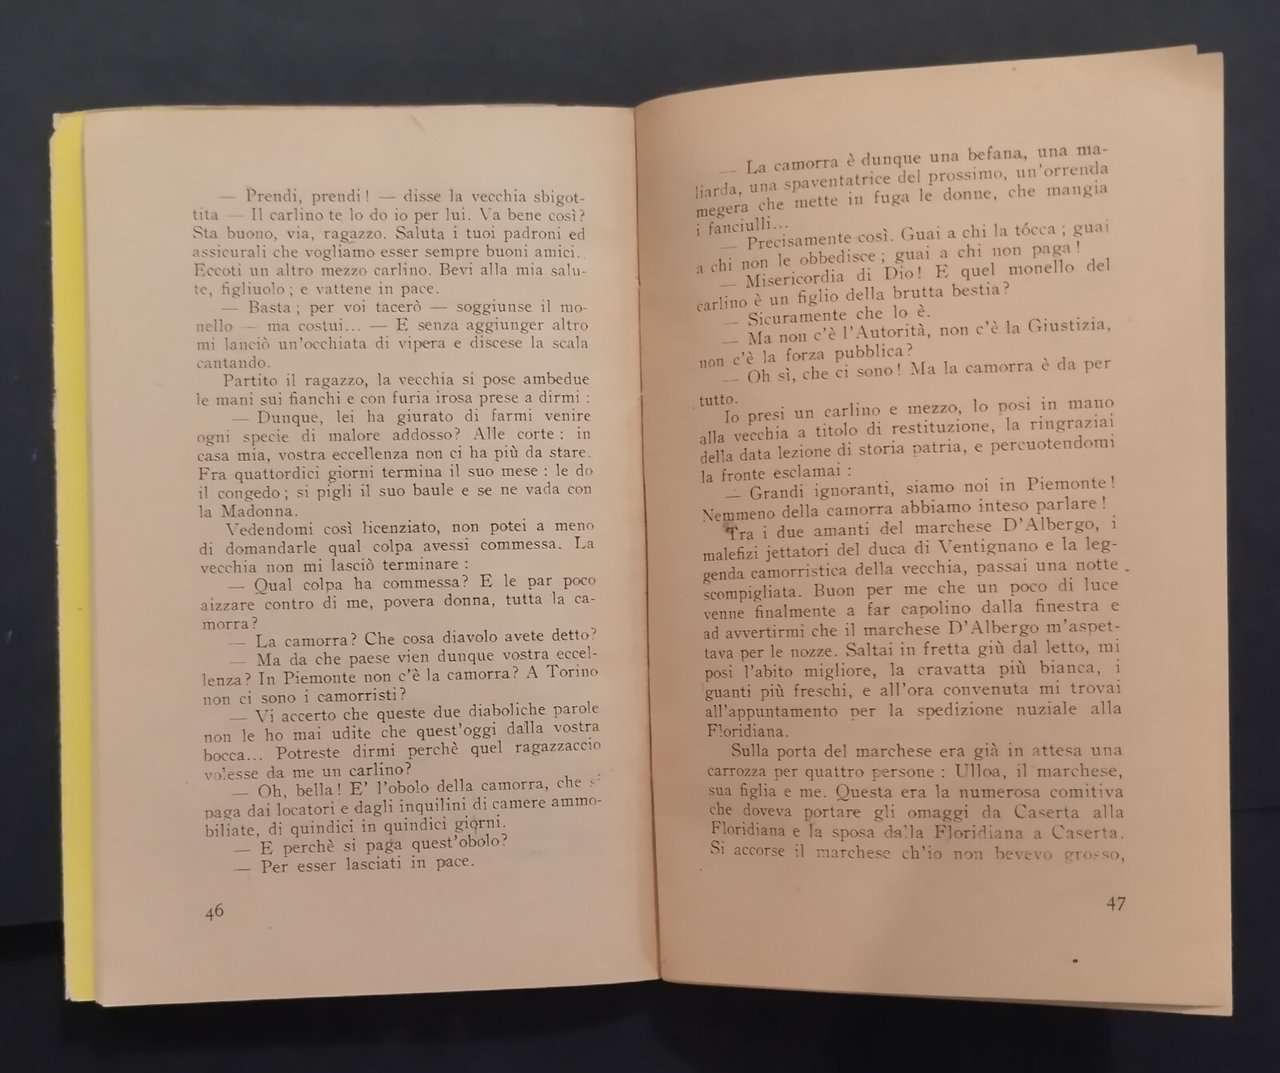 — Prendi, prendi ! — disse la vecchia sbigot-
tita — Il carlino te lo do io per lui. Va bene così?
Sta buono, via, ragazzo. Saluta i tuoi padroni ed
assicurali che vogliamo esser sempre buoni amici..
Eccoti un altro mezzo carlino. Bevi alla mia salu-
te, figliuolo ; e vattene in pace.
— Basta ; per voi tacerò — soggiunse il mo-
nello — ma costui... — E senza aggiunger altro
mi lanciò un'occhiata di vipera e discese la scala
cantando.
Partito il ragazzo, la vecchia si pose ambedue
le mani sui fianchi e con furia irosa prese a dirmi :
— Dunque, lei ha giurato di farmi venire
ogni specie di malore addosso? Alle corte : in
casa mia, vostra eccellenza non ci ha più da stare.
Fra quattordici giorni termina il suo mese : le do
il congedo ; si pigli il suo baule e se ne vada con
la Madonna.
Vedendomi così licenziato, non potei a meno
di domandarle qual colpa avessi commessa. La
vecchia non mi lasciò terminare :
— Qual colpa ha commessa? E le par poco
aizzare contro di me, povera donna, tutta la ca-
morra?
— La camorra? Che cosa diavolo avete detto?
— Ma da che paese vien dunque vostra eccel-
lenza? In Piemonte non c'è la camorra? A Torino
non ci sono i camorristi?
— Vi accerto che queste due diaboliche parole
non le ho mai udite che quest'oggi dalla vostra
bocca... Potreste dirmi perchè quel ragazzaccio
volesse da me un carlino?
— Oh, bella! E' l'obolo della camorra, che s
paga dai locatori e dagli inquilini di camere ammo-
biliate, di quindici in quindici giorni.
— E perchè si paga quest'obolo?
— Per esser lasciati in pace.
46
— La camorra è dunque una befana, una ma-
liarda, una spaventatrice del prossimo, un'orrenda
megera che mette in fuga le donne, che mangia
i fanciulli...
— Precisamente così. Guai a chi la tócca ; guai
a chi non le obbedisce ; guai a chi non paga !
— Misericordia di Dio! E quel monello del
carlino è un figlio della brutta bestia?
— Sicuramente che lo è.
— Ma non c'è l'Autorità, non c'è la Giustizia,
non c'è la forza pubblica?
— Oh sì, che ci sono! Ma la camorra è da per
tutto.
Io presi un carlino e mezzo, lo posi in mano
alla vecchia a titolo di restituzione, la ringraziai
della data lezione di storia patria, e percuotendomi
la fronte esclamai :
— Grandi ignoranti, siamo noi in Piemonte!
Nemmeno della camorra abbiamo inteso parlare !
Tra i due amanti del marchese D'Albergo, i
malefizi jettatori del duca di Ventignano e la leg-
genda camorristica della vecchia, passai una notte
scompigliata. Buon per me che un poco di luce
venne finalmente a far capolino dalla finestra e
ad avvertirmi che il marchese D'Albergo m'aspet-
tava per le nozze. Saltai in fretta giù dal letto, mi
posi l'abito migliore, la cravatta più bianca, i
guanti più freschi, e all'ora convenuta mi trovai
all'appuntamento per la spedizione nuziale alla
Floridiana.
Sulla porta del marchese era già in attesa una
carrozza per quattro persone : Ulloa, il marchese,
sua figlia e me. Questa era la numerosa comitiva
che doveva portare gli omaggi da Caserta alla
Floridiana e la sposa dalla Floridiana a Caserta.
Si accorse il marchese ch'io non bevevo grosso,
47